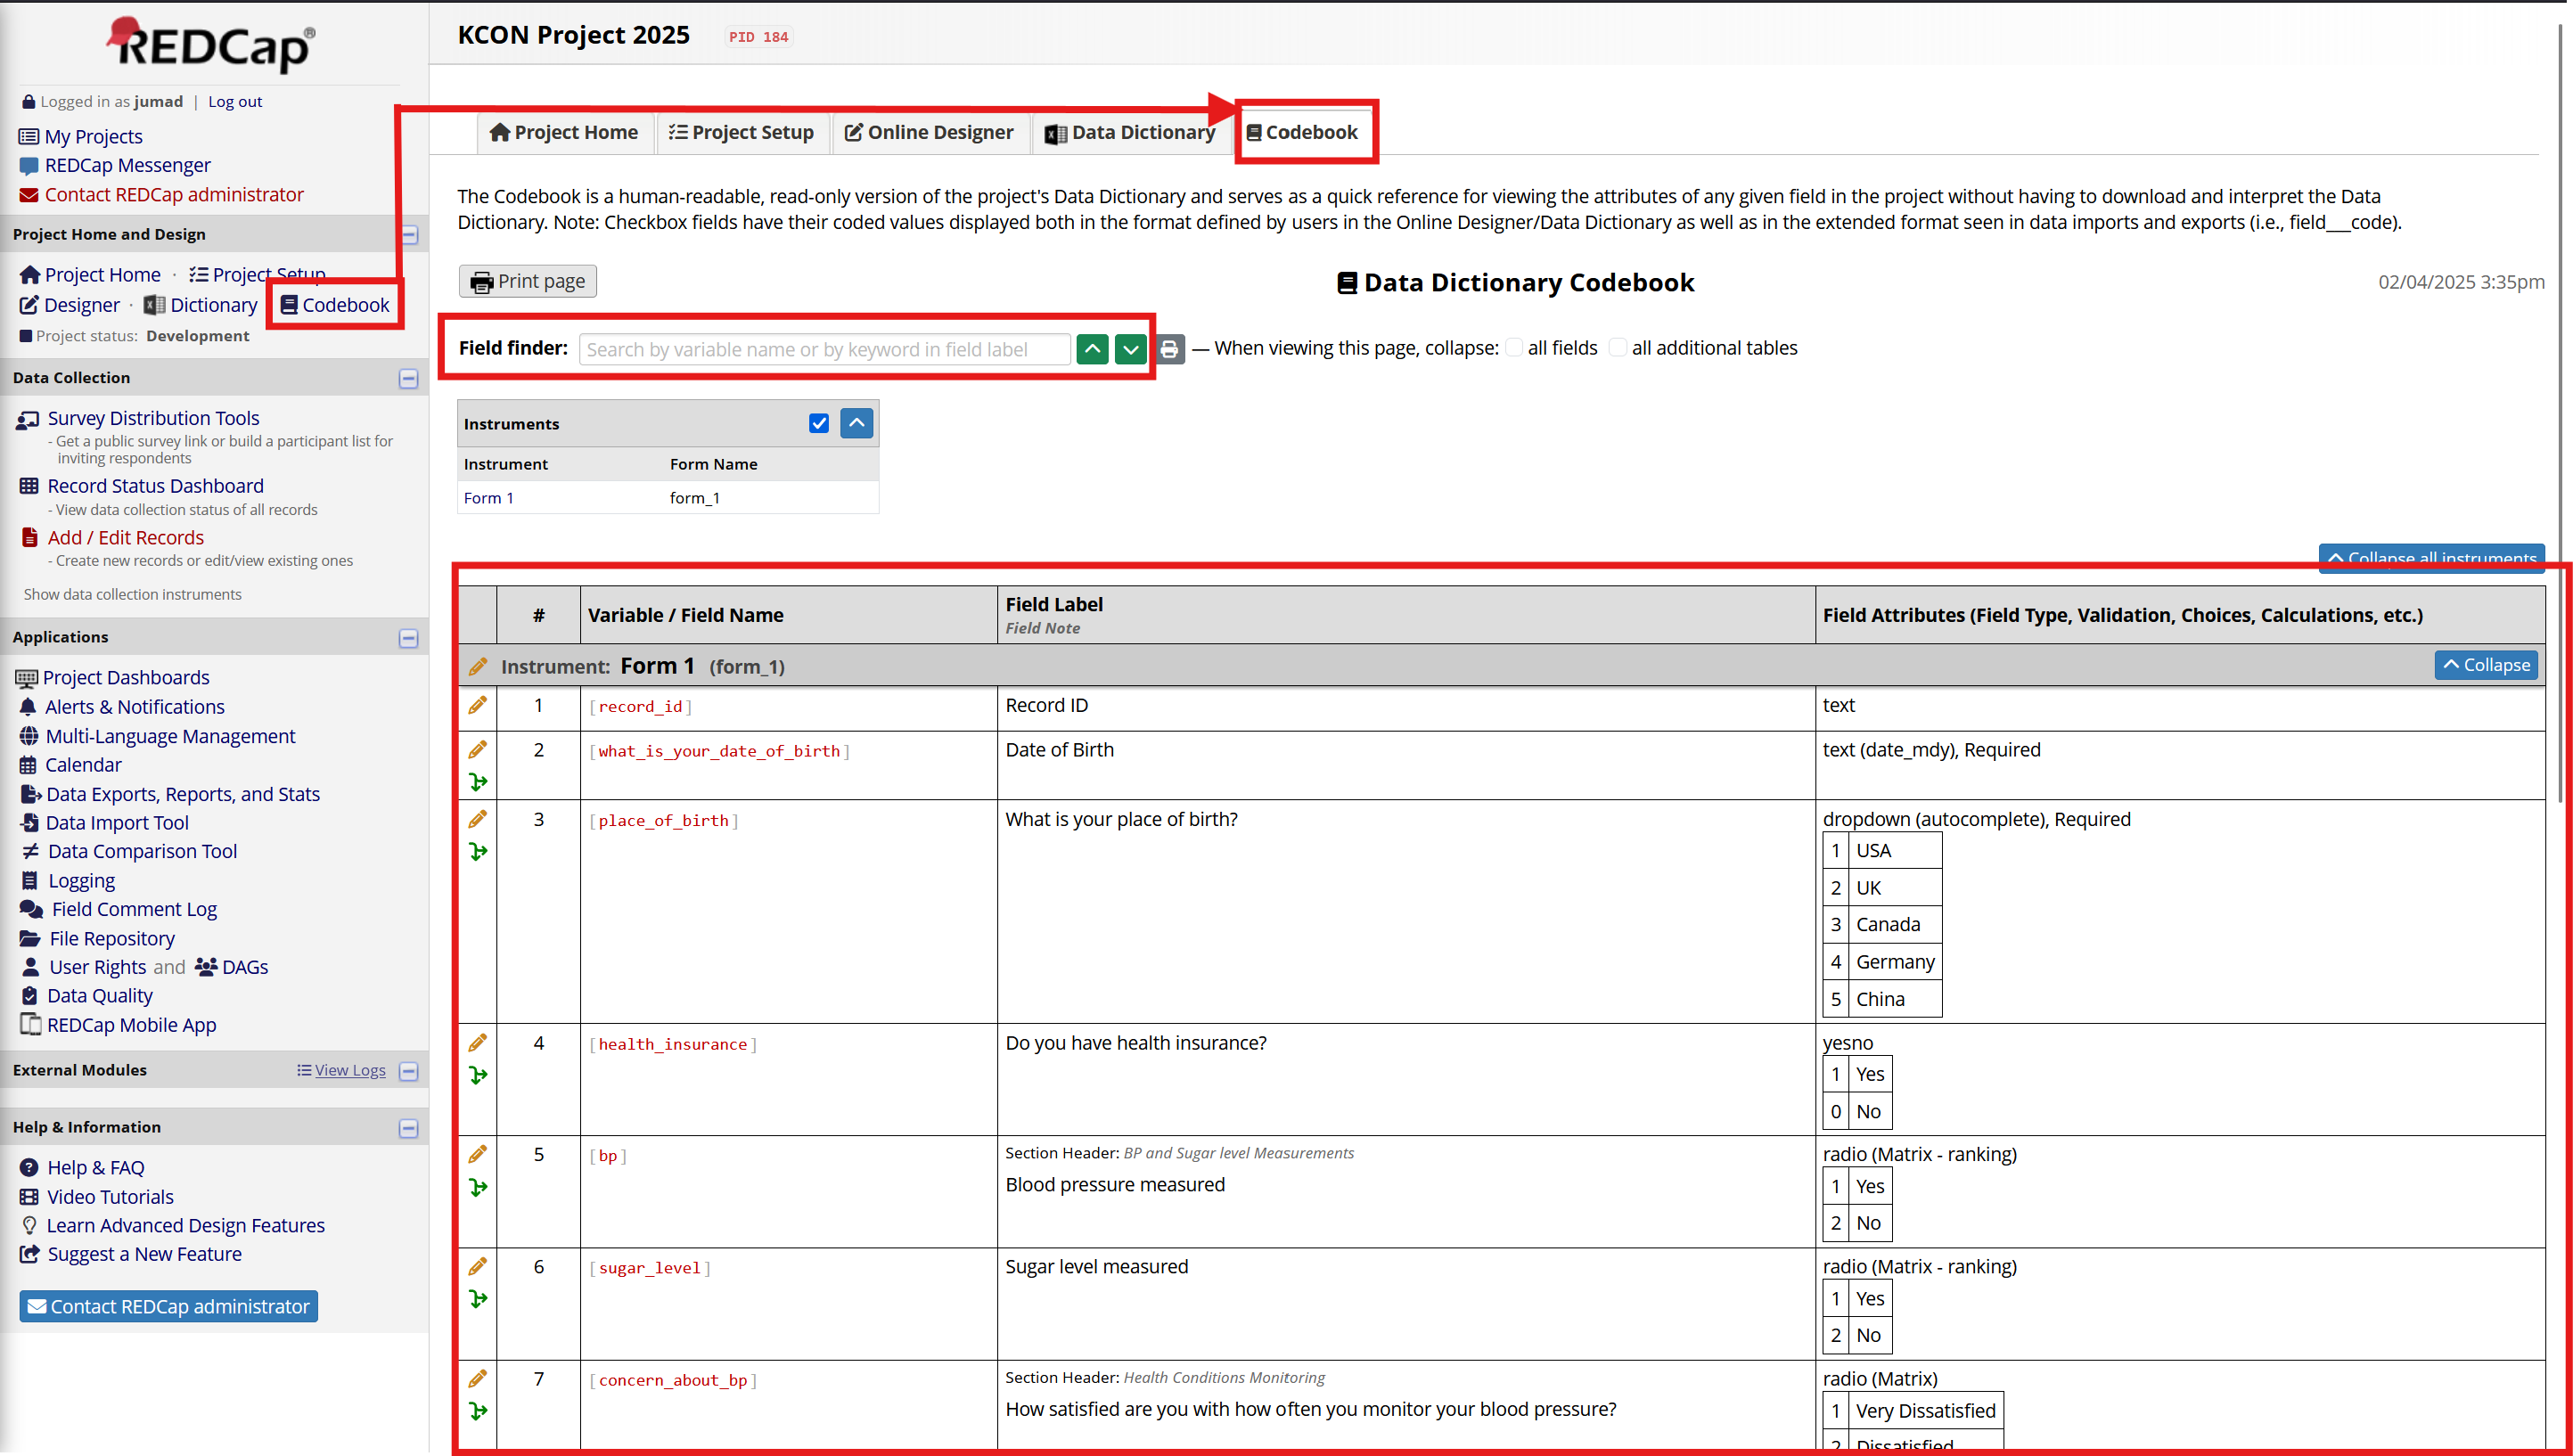 REDCap®
Logged in as jumad | Log out
My Projects
REDCap Messenger
Contact REDCap administrator
Project Home and Design
Project Home · Project Setup
Designer · Dictionary Codebook
Project status: Development
Data Collection
Survey Distribution Tools
- Get a public survey link or build a participant list for
inviting respondents
Record Status Dashboard
- View data collection status of all records
Add / Edit Records
- Create new records or edit/view existing ones
Show data collection instruments
Applications
Project Dashboards
Alerts & Notifications
Multi-Language Management
Calendar
Data Exports, Reports, and Stats
Data Import Tool
Data Comparison Tool
Logging
Field Comment Log
File Repository
User Rights and DAGs
Data Quality
REDCap Mobile App
External Modules View Logs
Help & Information
Help & FAQ
Video Tutorials
Learn Advanced Design Features
Suggest a New Feature
Contact REDCap administrator
KCON Project 2025 PID 184
Project Home Project Setup Online Designer Data Dictionary Codebook
The Codebook is a human-readable, read-only version of the project's Data Dictionary and serves as a quick reference for viewing the attributes of any given field in the project without having to download and interpret the Data
Dictionary. Note: Checkbox fields have their coded values displayed both in the format defined by users in the Online Designer/Data Dictionary as well as in the extended format seen in data imports and exports (i.e., field___code).
Print page Data Dictionary Codebook 02/04/2025 3:35pm
Field finder: Search by variable name or by keyword in field label — When viewing this page, collapse: all fields all additional tables
Instruments
Instrument Form Name
Form 1 form_1
Collapse all instruments
# Variable / Field Name Field Label Field Attributes (Field Type, Validation, Choices, Calculations, etc.)
Field Note
Instrument: Form 1 (form_1) Collapse
1 [record_id] Record ID text
2 [what_is_your_date_of_birth] Date of Birth text (date_mdy), Required
3 [place_of_birth] What is your place of birth? dropdown (autocomplete), Required
1 USA
2 UK
3 Canada
4 Germany
5 China
4 [health_insurance] Do you have health insurance? yesno
1 Yes
0 No
5 [bp] Section Header: BP and Sugar level Measurements radio (Matrix - ranking)
Blood pressure measured
1 Yes
2 No
6 [sugar_level] Sugar level measured radio (Matrix - ranking)
1 Yes
2 No
7 [concern_about_bp] Section Header: Health Conditions Monitoring radio (Matrix)
How satisfied are you with how often you monitor your blood pressure?
1 Very Dissatisfied
2 Dissatisfied